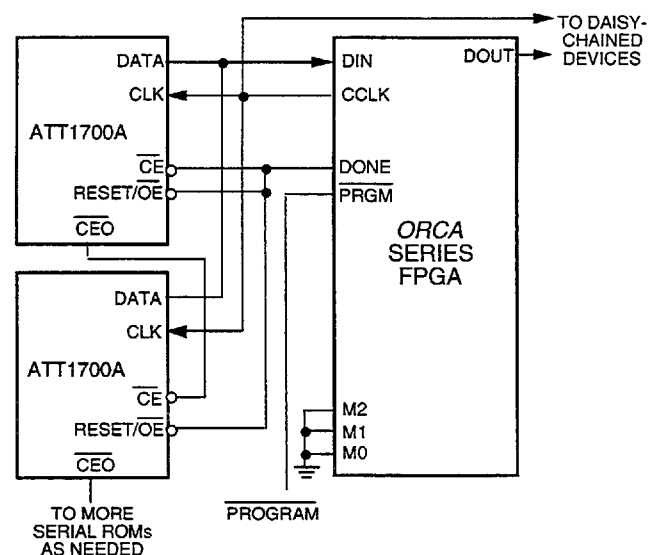 DATA
CLK
ATT1700A
CE
RESET/OE
CEO
DATA
CLK
ATT1700A
CE
RESET/OE
CEO
TO MORE
SERIAL ROMs
AS NEEDED
DIN
CCLK
DONE
PRGM
ORCA
SERIES
FPGA
M2
M1
M0
DOUT
TO DAISY-
CHAINED
DEVICES
PROGRAM